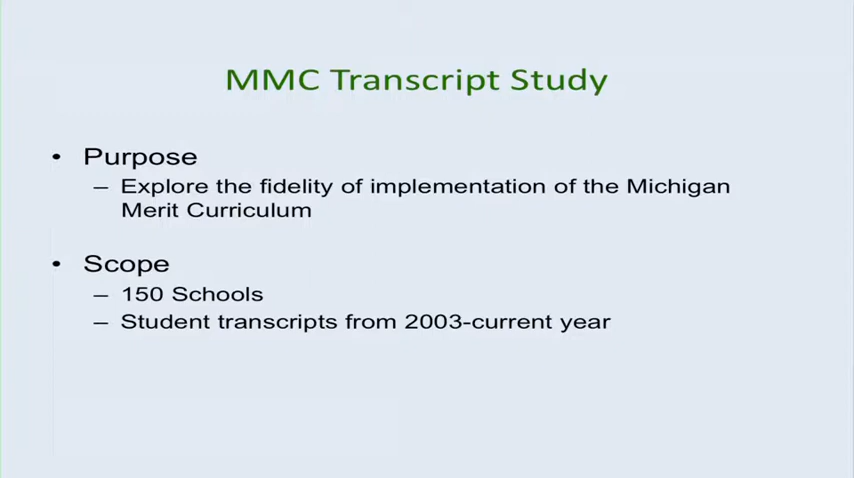 MMC Transcript Study
• Purpose
– Explore the fidelity of implementation of the Michigan
Merit Curriculum
• Scope
– 150 Schools
– Student transcripts from 2003-current year